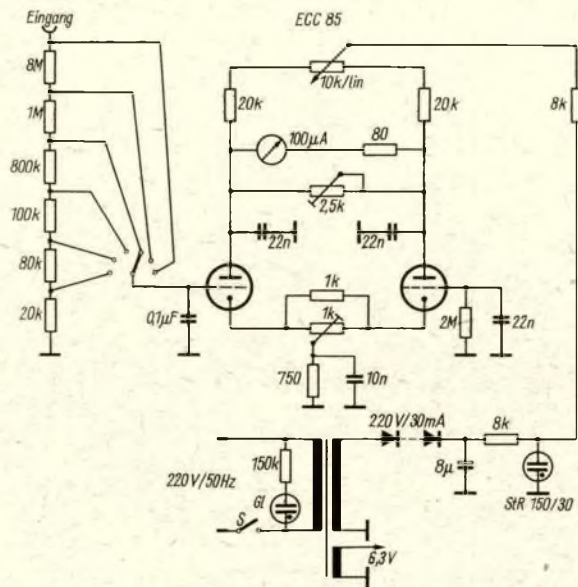 Eingang
ECC 85
8M
1M
800k
100k
80k
20k
0,1µF
10k/lin
20k
20k
8k
100µA
80
2,5k
22n
22n
1k
1k
750
10n
2M
22n
220V/30mA
8k
8µ
StR 150/30
220V/50Hz
150k
Gl
S
6,3V